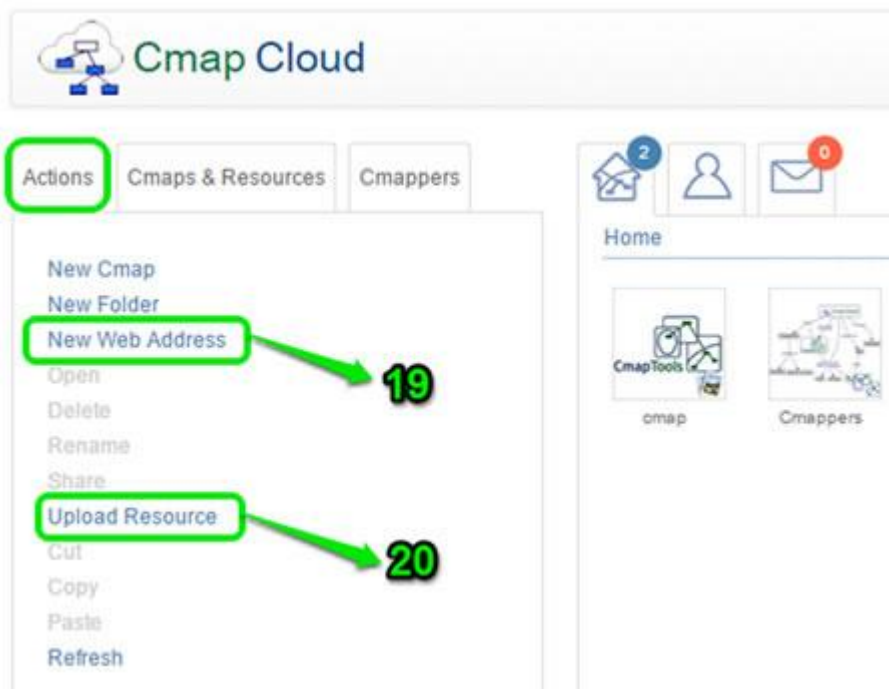 Cmap Cloud
Actions
Cmaps & Resources
Cmappers
2
0
New Cmap
New Folder
New Web Address
Open
Delete
Rename
Share
Upload Resource
Cut
Copy
Paste
Refresh
19
20
Home
CmapTools
cmap
Cmappers